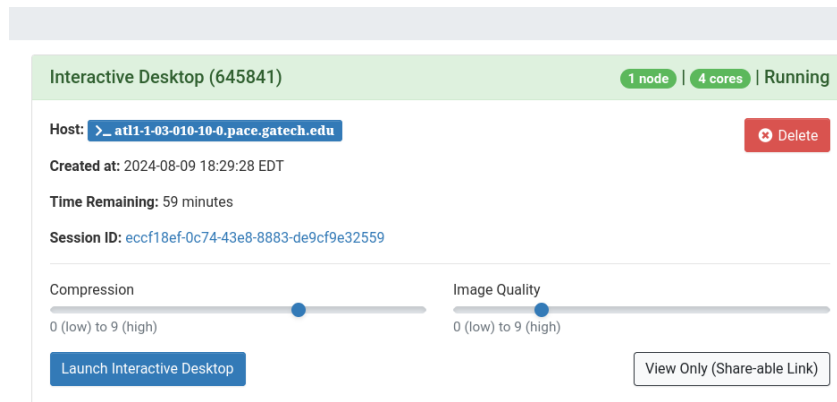 Interactive Desktop (645841) 1 node | 4 cores | Running
Host: >_ atl1-1-03-010-10-0.pace.gatech.edu
Delete
Created at: 2024-08-09 18:29:28 EDT
Time Remaining: 59 minutes
Session ID: eccf18ef-0c74-43e8-8883-de9cf9e32559
Compression
0 (low) to 9 (high)
Image Quality
0 (low) to 9 (high)
Launch Interactive Desktop
View Only (Share-able Link)